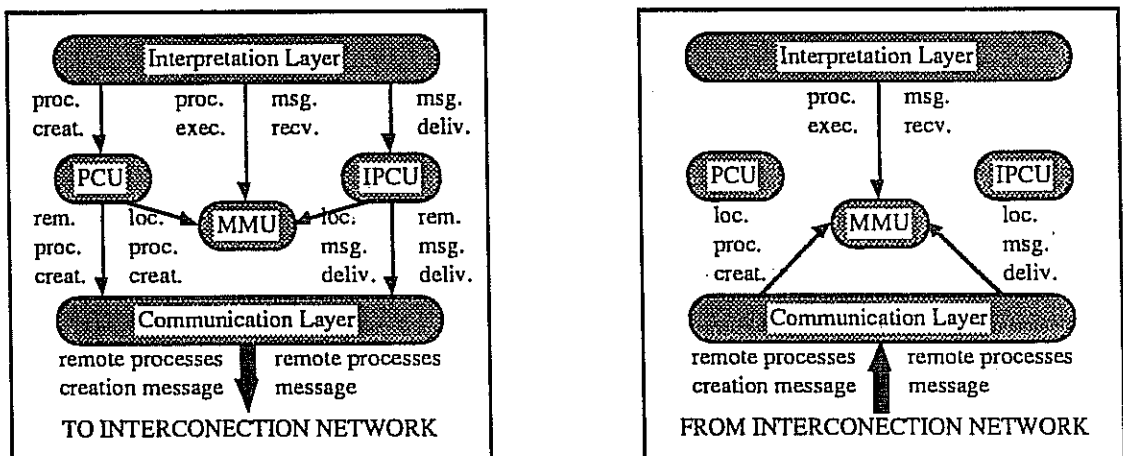 Interpretation Layer
proc. proc. msg. msg.
creat. exec. recv. deliv.
PCU IPCU
MMU
rem. loc. loc. rem.
proc. proc. msg. msg.
creat. creat. deliv. deliv.
Communication Layer
remote processes remote processes
creation message message
TO INTERCONECTION NETWORK
Interpretation Layer
proc. msg.
exec. recv.
PCU IPCU
MMU
loc. loc.
proc. msg.
creat. deliv.
Communication Layer
remote processes remote processes
creation message message
FROM INTERCONECTION NETWORK